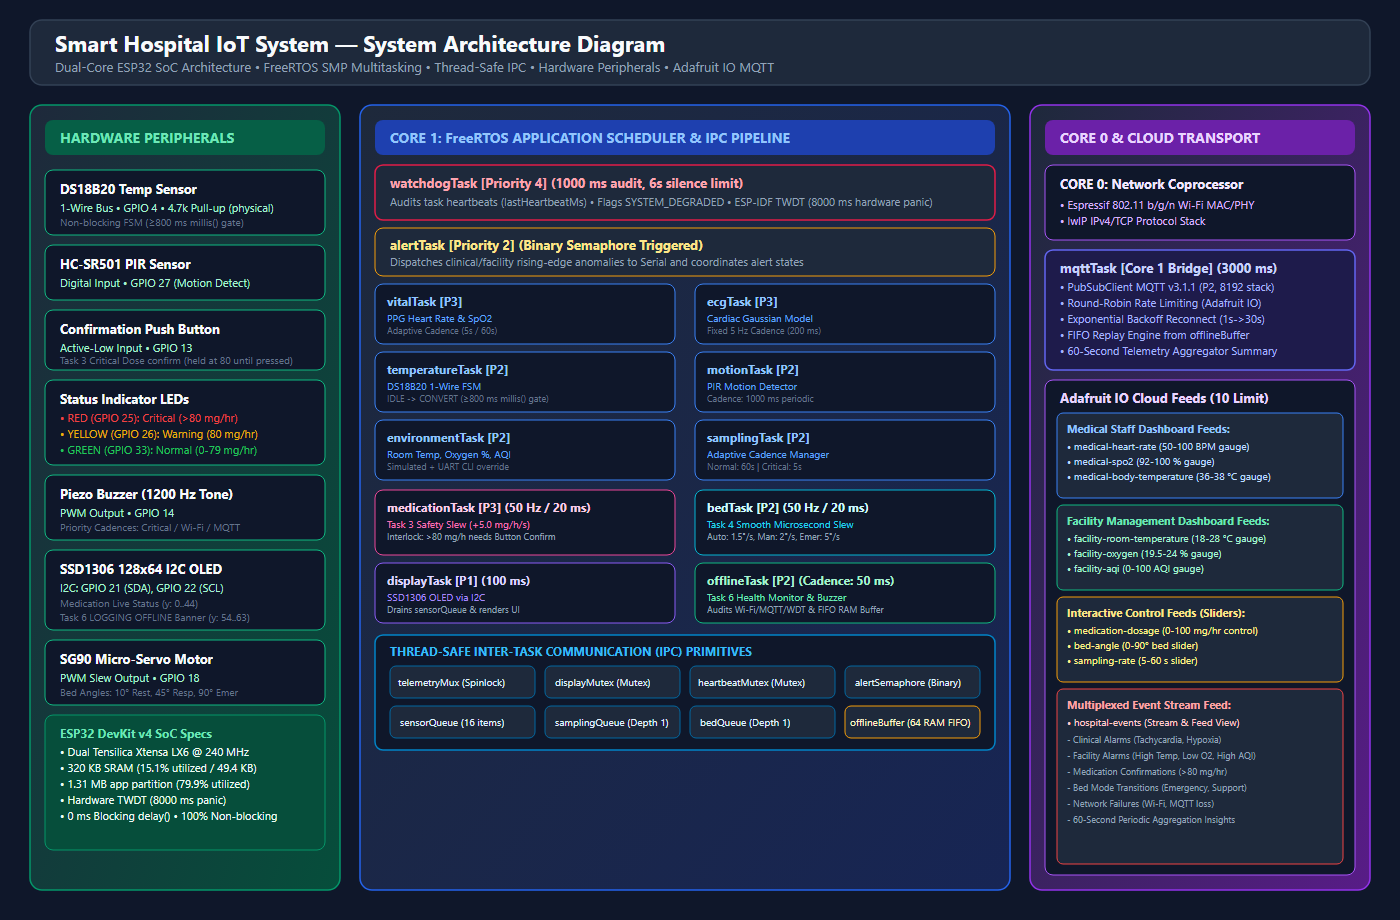 Smart Hospital IoT System — System Architecture Diagram
Dual-Core ESP32 SoC Architecture • FreeRTOS SMP Multitasking • Thread-Safe IPC • Hardware Peripherals • Adafruit IO MQTT
HARDWARE PERIPHERALS
DS18B20 Temp Sensor
1-Wire Bus • GPIO 4 • 4.7k Pull-up (physical)
Non-blocking FSM (≥800 ms millis() gate)
HC-SR501 PIR Sensor
Digital Input • GPIO 27 (Motion Detect)
Confirmation Push Button
Active-Low Input • GPIO 13
Task 3 Critical Dose confirm (held at 80 until pressed)
Status Indicator LEDs
• RED (GPIO 25): Critical (>80 mg/hr)
• YELLOW (GPIO 26): Warning (80 mg/hr)
• GREEN (GPIO 33): Normal (0-79 mg/hr)
Piezo Buzzer (1200 Hz Tone)
PWM Output • GPIO 14
Priority Cadences: Critical / Wi-Fi / MQTT
SSD1306 128x64 I2C OLED
I2C: GPIO 21 (SDA), GPIO 22 (SCL)
Medication Live Status (y: 0..44)
Task 6 LOGGING OFFLINE Banner (y: 54..63)
SG90 Micro-Servo Motor
PWM Slew Output • GPIO 18
Bed Angles: 10° Rest, 45° Resp, 90° Emer
ESP32 DevKit v4 SoC Specs
• Dual Tensilica Xtensa LX6 @ 240 MHz
• 320 KB SRAM (15.1% utilized / 49.4 KB)
• 1.31 MB app partition (79.9% utilized)
• Hardware TWDT (8000 ms panic)
• 0 ms Blocking delay() • 100% Non-blocking
CORE 1: FreeRTOS APPLICATION SCHEDULER & IPC PIPELINE
watchdogTask [Priority 4] (1000 ms audit, 6s silence limit)
Audits task heartbeats (lastHeartbeatMs) • Flags SYSTEM_DEGRADED • ESP-IDF TWDT (8000 ms hardware panic)
alertTask [Priority 2] (Binary Semaphore Triggered)
Dispatches clinical/facility rising-edge anomalies to Serial and coordinates alert states
vitalTask [P3]
PPG Heart Rate & SpO2
Adaptive Cadence (5s / 60s)
ecgTask [P3]
Cardiac Gaussian Model
Fixed 5 Hz Cadence (200 ms)
temperatureTask [P2]
DS18B20 1-Wire FSM
IDLE -> CONVERT (≥800 ms millis() gate)
motionTask [P2]
PIR Motion Detector
Cadence: 1000 ms periodic
environmentTask [P2]
Room Temp, Oxygen %, AQI
Simulated + UART CLI override
samplingTask [P2]
Adaptive Cadence Manager
Normal: 60s | Critical: 5s
medicationTask [P3] (50 Hz / 20 ms)
Task 3 Safety Slew (+5.0 mg/h/s)
Interlock: >80 mg/h needs Button Confirm
bedTask [P2] (50 Hz / 20 ms)
Task 4 Smooth Microsecond Slew
Auto: 1.5°/s, Man: 2°/s, Emer: 5°/s
displayTask [P1] (100 ms)
SSD1306 OLED via I2C
Drains sensorQueue & renders UI
offlineTask [P2] (Cadence: 50 ms)
Task 6 Health Monitor & Buzzer
Audits Wi-Fi/MQTT/WDT & FIFO RAM Buffer
THREAD-SAFE INTER-TASK COMMUNICATION (IPC) PRIMITIVES
telemetryMux (Spinlock)
displayMutex (Mutex)
heartbeatMutex (Mutex)
alertSemaphore (Binary)
sensorQueue (16 items)
samplingQueue (Depth 1)
bedQueue (Depth 1)
offlineBuffer (64 RAM FIFO)
CORE 0 & CLOUD TRANSPORT
CORE 0: Network Coprocessor
• Espressif 802.11 b/g/n Wi-Fi MAC/PHY
• lwIP IPv4/TCP Protocol Stack
mqttTask [Core 1 Bridge] (3000 ms)
• PubSubClient MQTT v3.1.1 (P2, 8192 stack)
• Round-Robin Rate Limiting (Adafruit IO)
• Exponential Backoff Reconnect (1s->30s)
• FIFO Replay Engine from offlineBuffer
• 60-Second Telemetry Aggregator Summary
Adafruit IO Cloud Feeds (10 Limit)
Medical Staff Dashboard Feeds:
• medical-heart-rate (50-100 BPM gauge)
• medical-spo2 (92-100 % gauge)
• medical-body-temperature (36-38 °C gauge)
Facility Management Dashboard Feeds:
• facility-room-temperature (18-28 °C gauge)
• facility-oxygen (19.5-24 % gauge)
• facility-aqi (0-100 AQI gauge)
Interactive Control Feeds (Sliders):
• medication-dosage (0-100 mg/hr control)
• bed-angle (0-90° bed slider)
• sampling-rate (5-60 s slider)
Multiplexed Event Stream Feed:
• hospital-events (Stream & Feed View)
- Clinical Alarms (Tachycardia, Hypoxia)
- Facility Alarms (High Temp, Low O2, High AQI)
- Medication Confirmations (>80 mg/hr)
- Bed Mode Transitions (Emergency, Support)
- Network Failures (Wi-Fi, MQTT loss)
- 60-Second Periodic Aggregation Insights